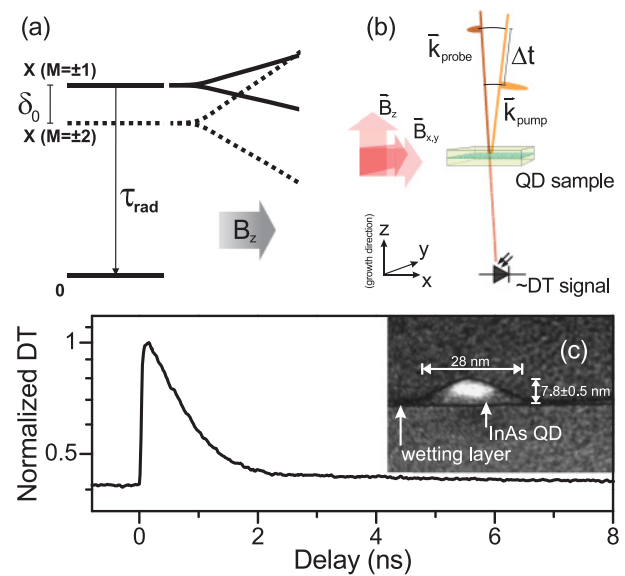 (a)
X (M=±1)
δ₀
X (M=±2)
τrad
Bz
0
(b)
k̄probe
Δt
k̄pump
B̄z
B̄x,y
QD sample
z
y
x
(growth direction)
~DT signal
(c)
28 nm
7.8±0.5 nm
InAs QD
wetting layer
Normalized DT
1
0.5
0 2 4 6 8
Delay (ns)